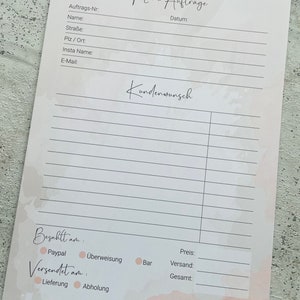 - Aufträge
Auftrags-Nr:
Name: Datum:
Straße:
Plz / Ort:
Insta Name:
E-Mail:
Kundenwunsch
Bezahlt am :
Paypal Überweisung Bar
Preis:
Versand:
Gesamt:
Versendet am :
Lieferung Abholung